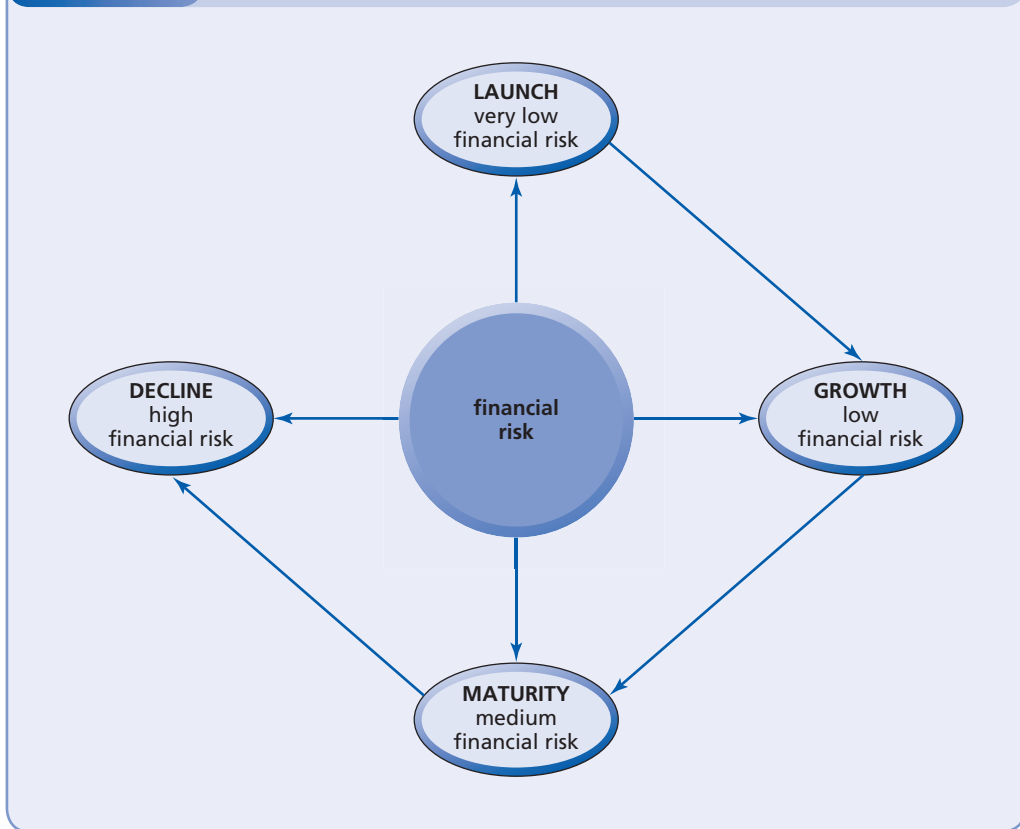 LAUNCH
very low
financial risk
DECLINE
high
financial risk
financial
risk
GROWTH
low
financial risk
MATURITY
medium
financial risk